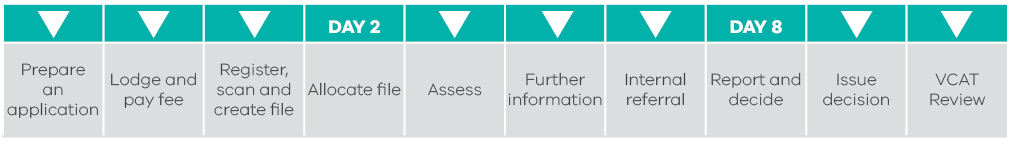 DAY 2
DAY 8
Prepare
an
application
Lodge and
pay fee
Register,
scan and
create file
Allocate file
Assess
Further
information
Internal
referral
Report and
decide
Issue
decision
VCAT
Review